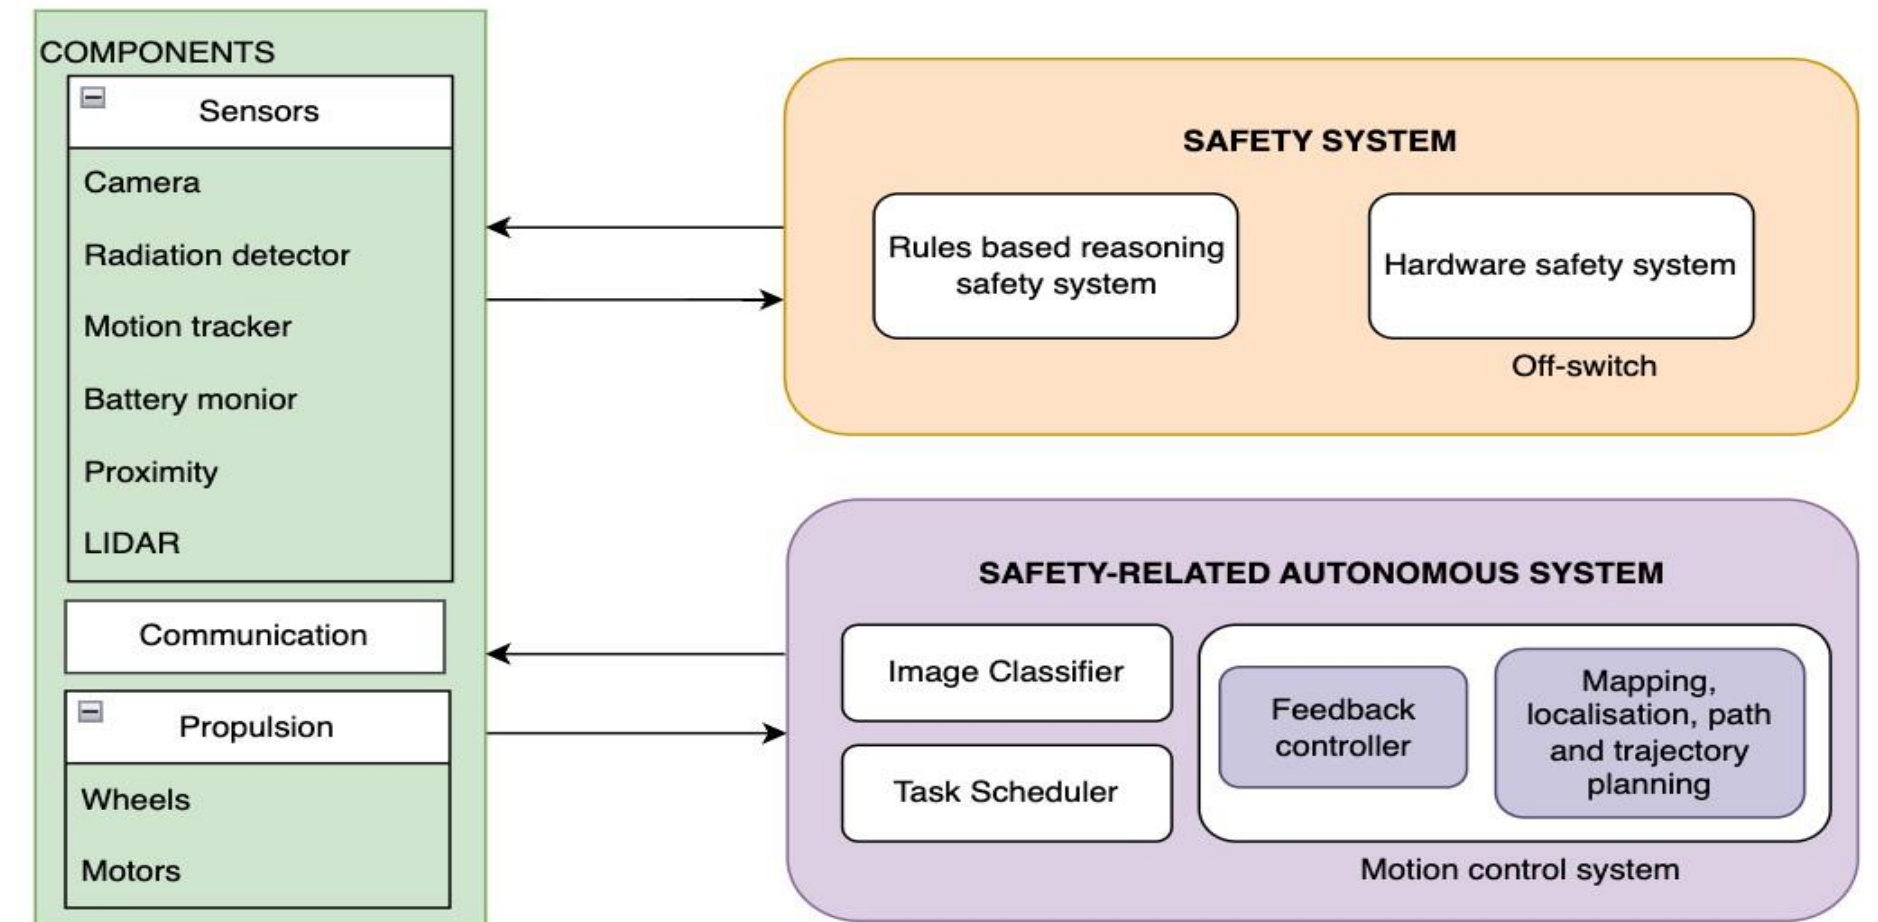 COMPONENTS
Sensors
Camera
Radiation detector
Motion tracker
Battery monior
Proximity
LIDAR
Communication
Propulsion
Wheels
Motors
SAFETY SYSTEM
Rules based reasoning
safety system
Hardware safety system
Off-switch
SAFETY-RELATED AUTONOMOUS SYSTEM
Image Classifier
Task Scheduler
Feedback
controller
Mapping,
localisation, path
and trajectory
planning
Motion control system